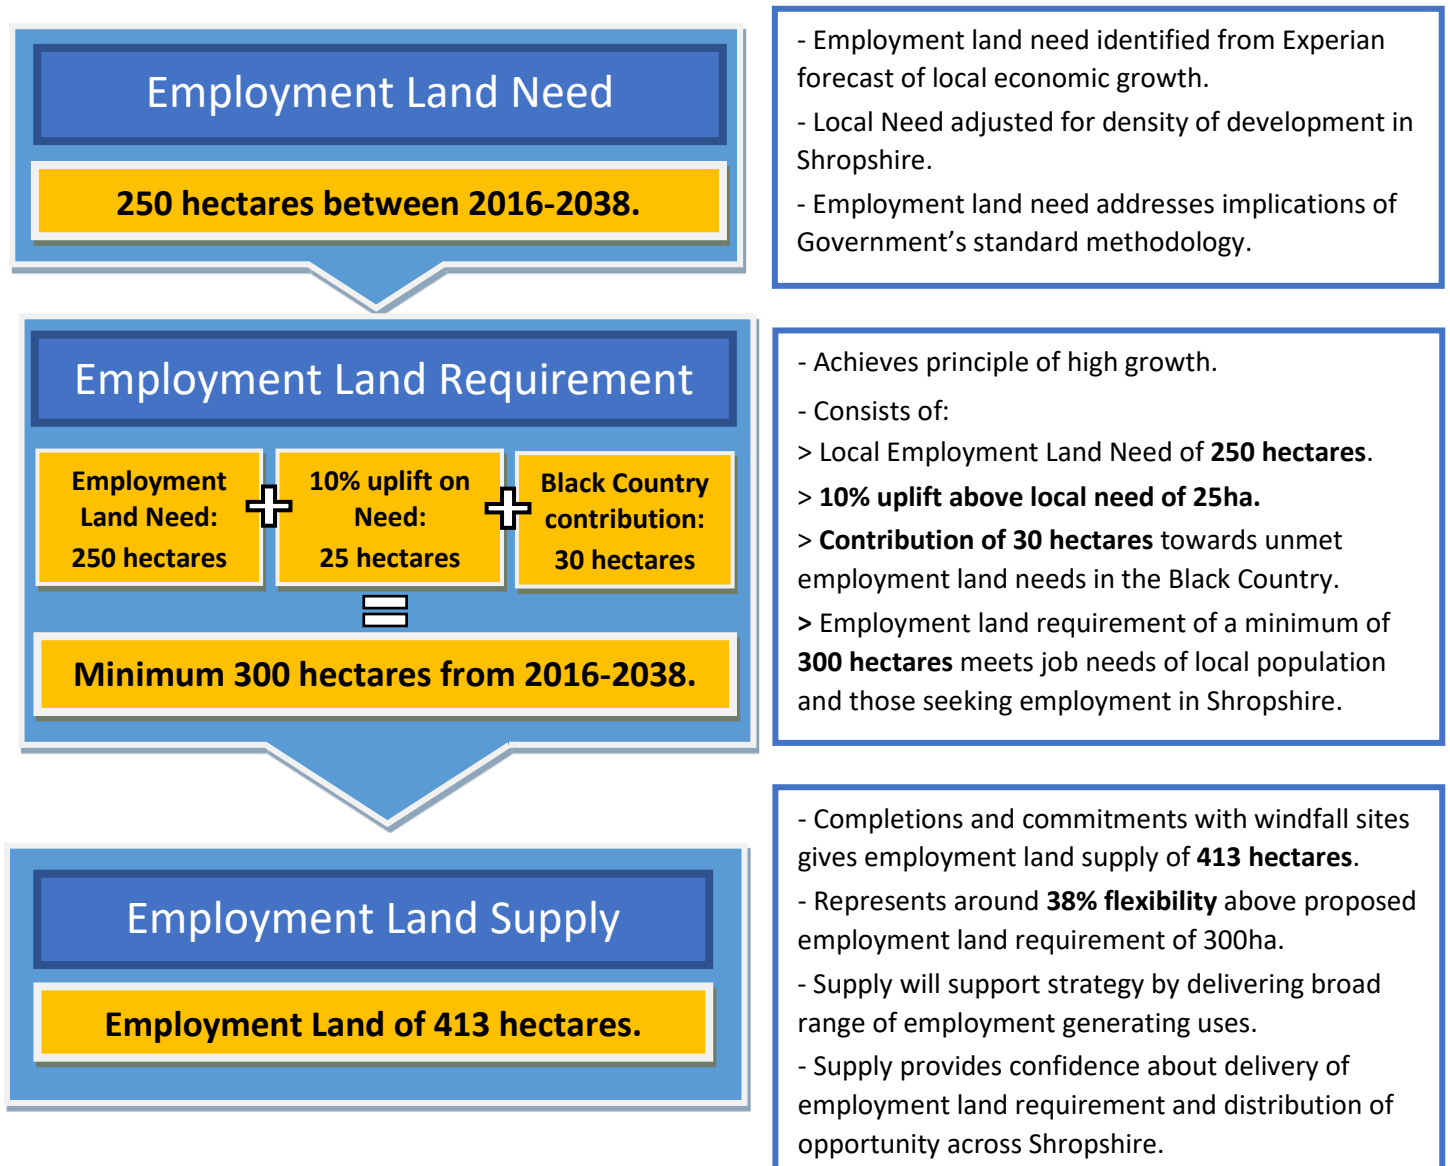 Employment Land Need
250 hectares between 2016-2038.
- Employment land need identified from Experian
forecast of local economic growth.
- Local Need adjusted for density of development in
Shropshire.
- Employment land need addresses implications of
Government’s standard methodology.
Employment Land Requirement
Employment
Land Need:
250 hectares
+
10% uplift on
Need:
25 hectares
+
Black Country
contribution:
30 hectares
=
Minimum 300 hectares from 2016-2038.
- Achieves principle of high growth.
- Consists of:
> Local Employment Land Need of 250 hectares.
> 10% uplift above local need of 25ha.
> Contribution of 30 hectares towards unmet
employment land needs in the Black Country.
> Employment land requirement of a minimum of
300 hectares meets job needs of local population
and those seeking employment in Shropshire.
Employment Land Supply
Employment Land of 413 hectares.
- Completions and commitments with windfall sites
gives employment land supply of 413 hectares.
- Represents around 38% flexibility above proposed
employment land requirement of 300ha.
- Supply will support strategy by delivering broad
range of employment generating uses.
- Supply provides confidence about delivery of
employment land requirement and distribution of
opportunity across Shropshire.